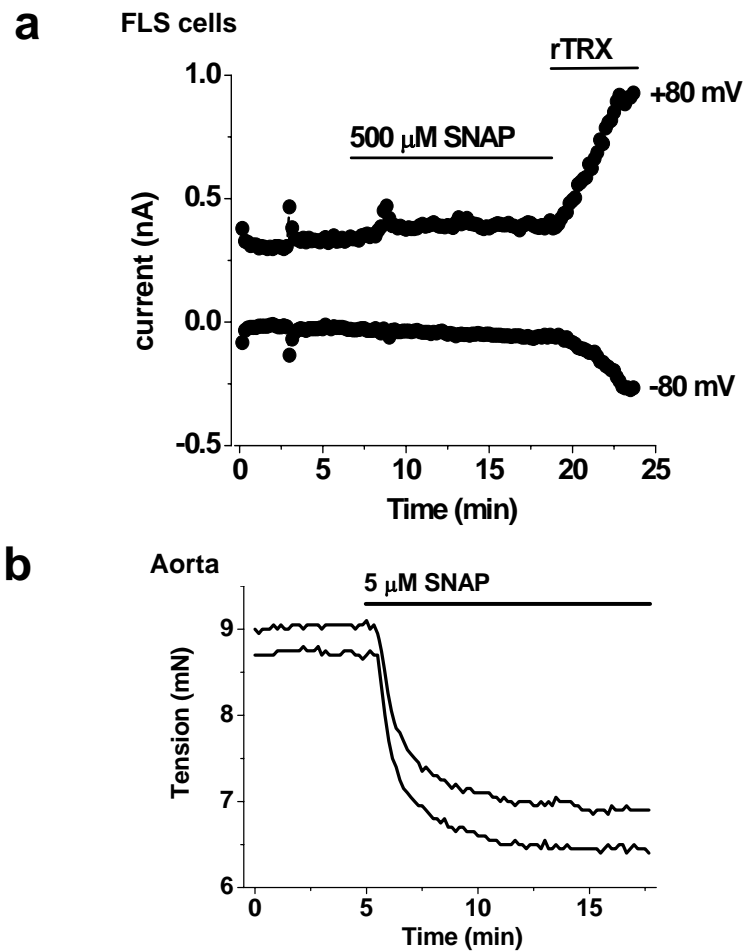 a
FLS cells
rTRX
1.0
+80 mV
500 μM SNAP
0.5
current (nA)
0.0
-80 mV
-0.5
0 5 10 15 20 25
Time (min)
b
Aorta
5 μM SNAP
9
Tension (mN)
8
7
6
0 5 10 15
Time (min)